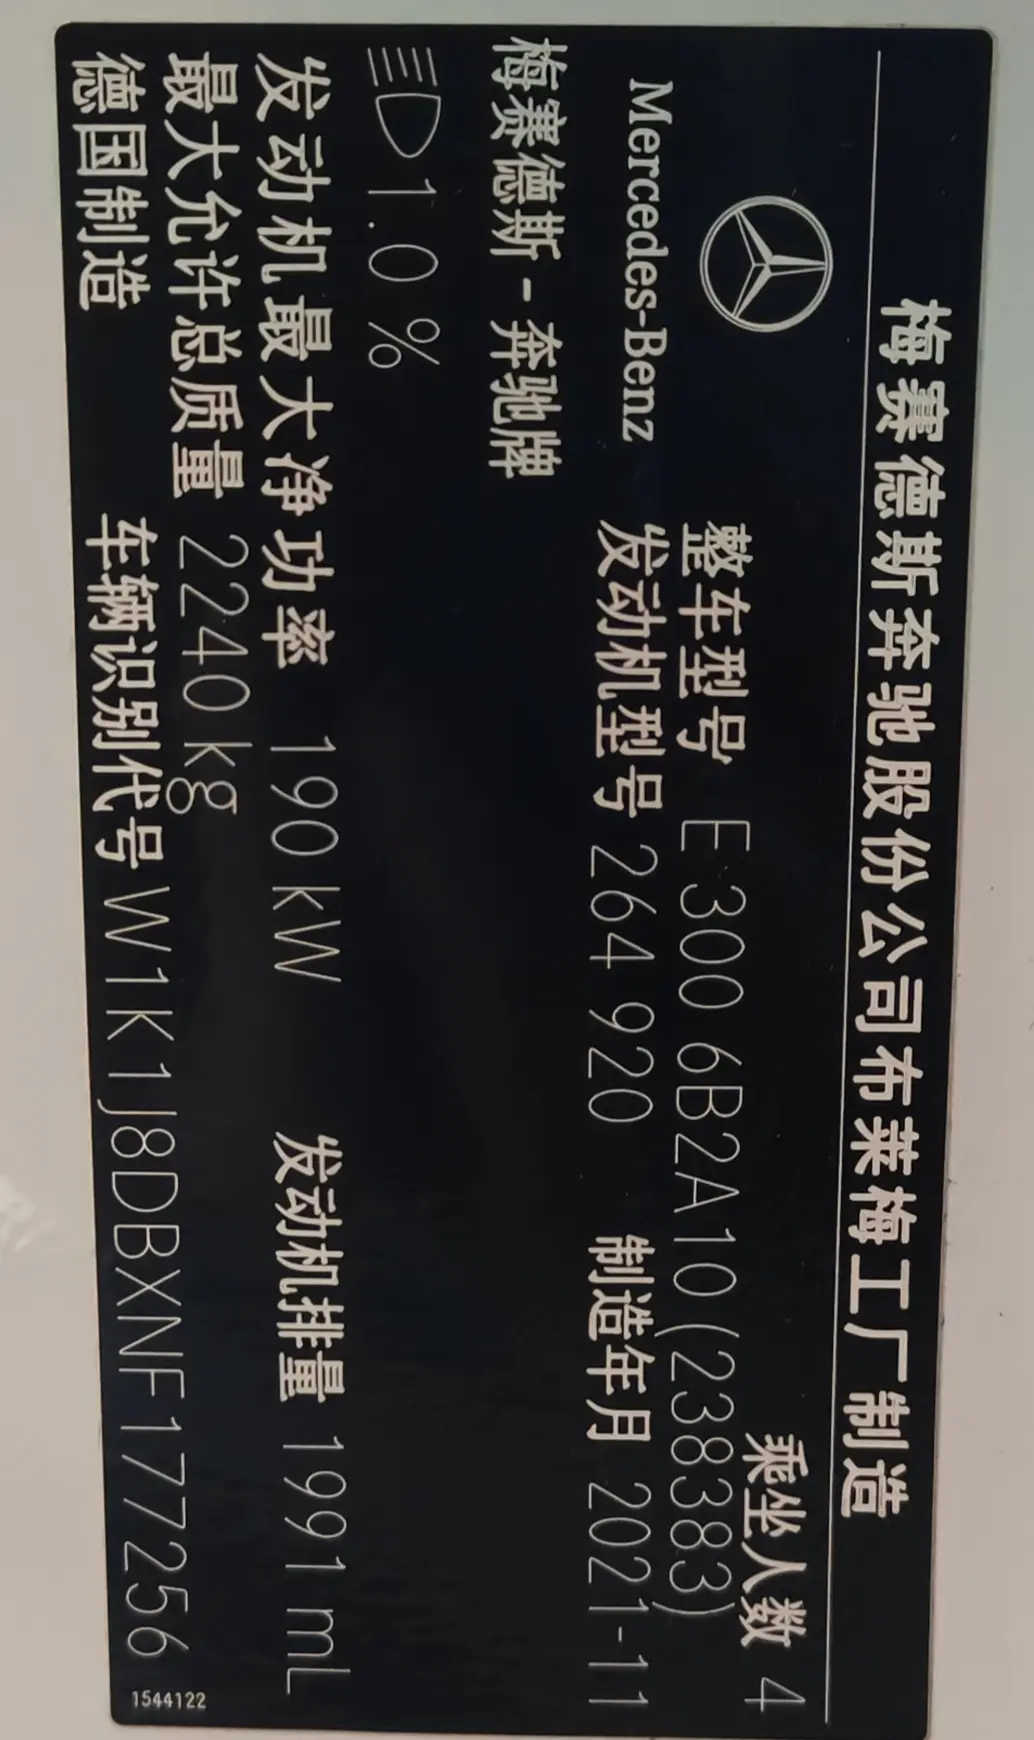 梅赛德斯奔驰股份公司布莱梅工厂制造
乘坐人数 4
Mercedes-Benz
整车型号 E 300 6B2A10(238383)
发动机型号 264 920 制造年月 2021-11
梅赛德斯-奔驰牌
1.0 %
发动机最大净功率 190 kW 发动机排量 1991 mL
最大允许总质量 2240 kg
德国制造 车辆识别代号 W1K1J8DBXNF177256
1544122